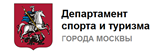 Департамент
спорта и туризма
ГОРОДА МОСКВЫ